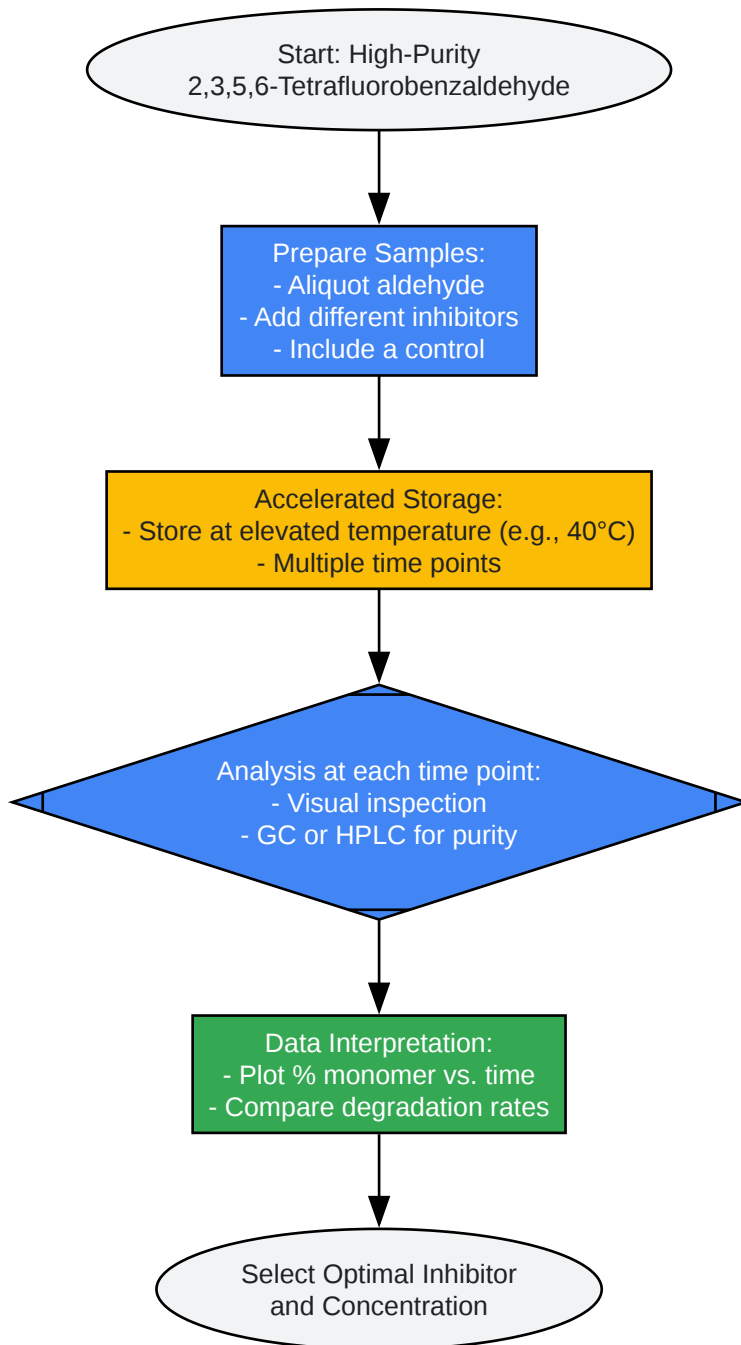 Start: High-Purity
2,3,5,6-Tetrafluorobenzaldehyde
Prepare Samples:
- Aliquot aldehyde
- Add different inhibitors
- Include a control
Accelerated Storage:
- Store at elevated temperature (e.g., 40°C)
- Multiple time points
Analysis at each time point:
- Visual inspection
- GC or HPLC for purity
Data Interpretation:
- Plot % monomer vs. time
- Compare degradation rates
Select Optimal Inhibitor
and Concentration